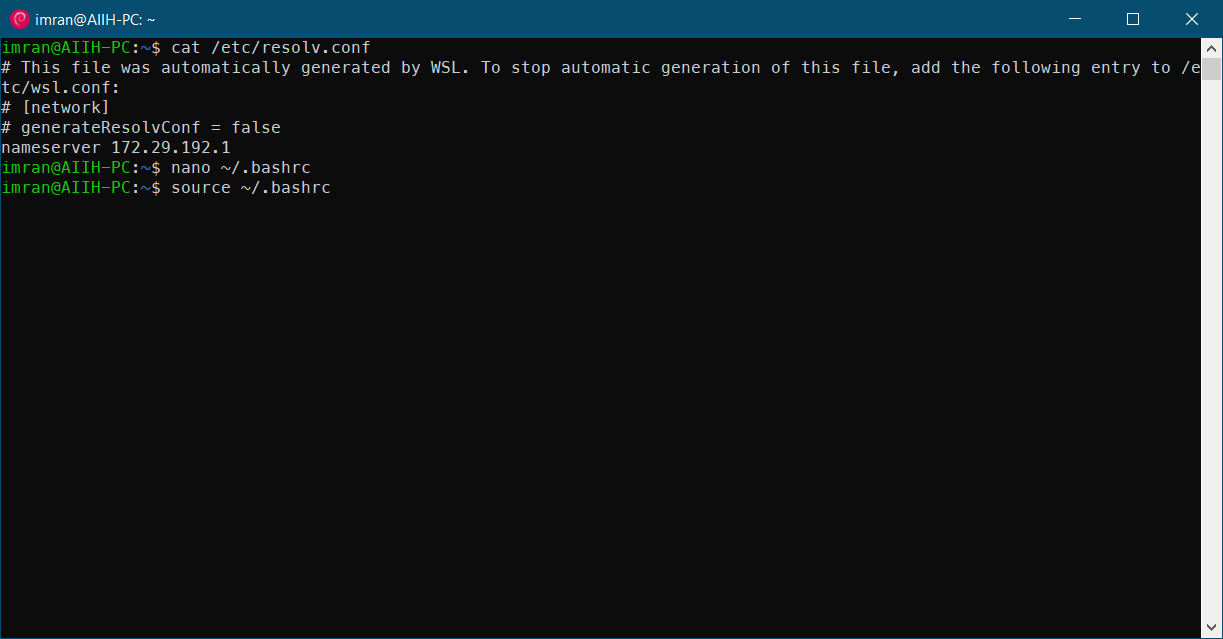 imran@AIIH-PC: ~
imran@AIIH-PC:~$ cat /etc/resolv.conf
# This file was automatically generated by WSL. To stop automatic generation of this file, add the following entry to /e
tc/wsl.conf:
# [network]
# generateResolvConf = false
nameserver 172.29.192.1
imran@AIIH-PC:~$ nano ~/.bashrc
imran@AIIH-PC:~$ source ~/.bashrc